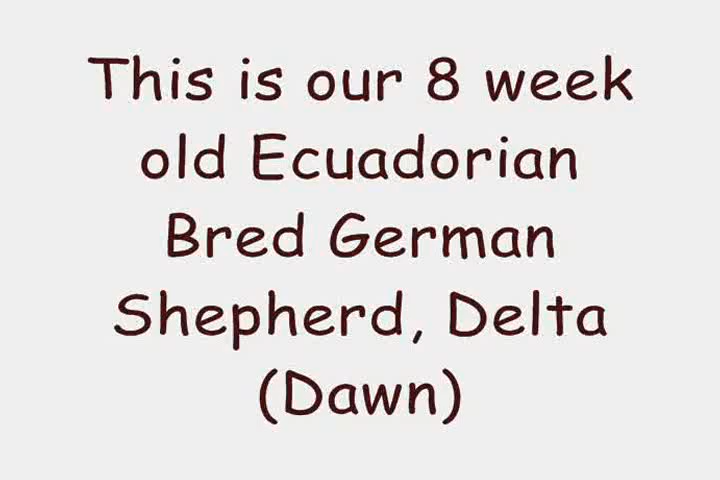 This is our 8 week
old Ecuadorian
Bred German
Shepherd, Delta
(Dawn)